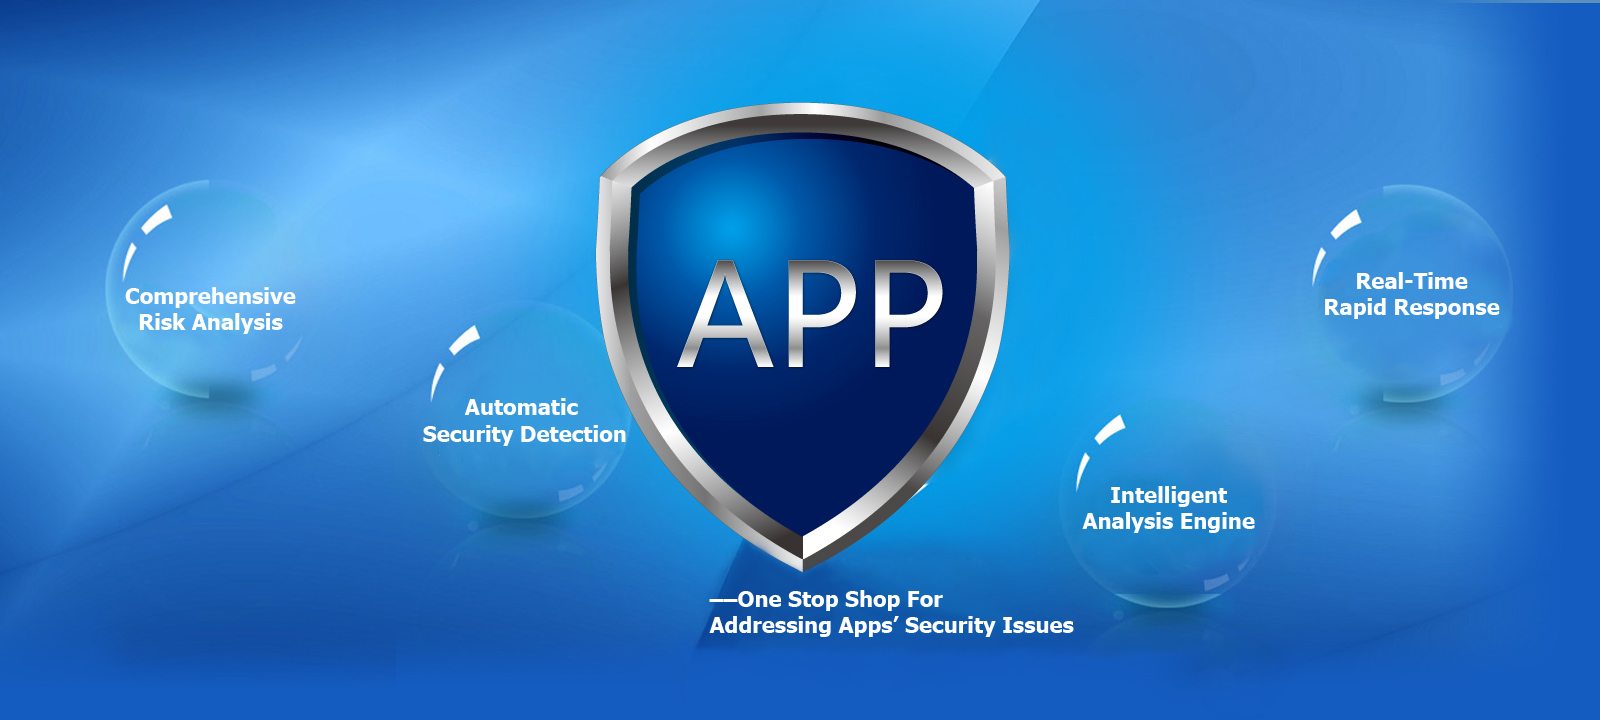 APP
Comprehensive
Risk Analysis
Automatic
Security Detection
Real-Time
Rapid Response
Intelligent
Analysis Engine
——One Stop Shop For
Addressing Apps’ Security Issues